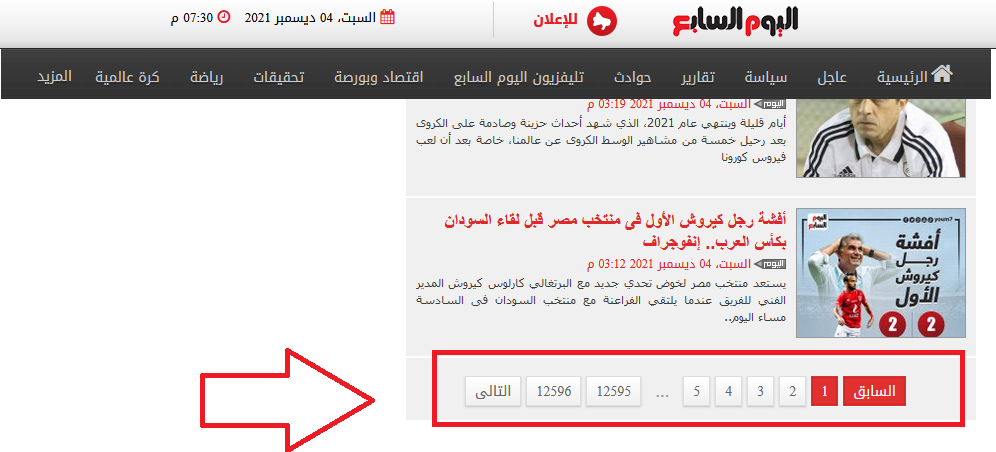 اليوم السابع
للإعلان
السبت، 04 ديسمبر 2021
07:30 م
الرئيسية عاجل سياسة تقارير حوادث تليفزيون اليوم السابع اقتصاد وبورصة تحقيقات رياضة كرة عالمية المزيد
اليوم السبت، 04 ديسمبر 2021 03:19 م
أيام قليلة وينتهي عام 2021، الذي شهد أحداث حزينة وصادمة على الكروى
بعد رحيل خمسة من مشاهير الوسط الكروى عن عالمنا، خاصة بعد أن لعب
فيروس كورونا
أفشة رجل كيروش الأول فى منتخب مصر قبل لقاء السودان
بكأس العرب.. إنفوجراف
اليوم السبت، 04 ديسمبر 2021 03:12 م
يستعد منتخب مصر لخوض تحدي جديد مع البرتغالي كارلوس كيروش المدير
الفني للفريق عندما يلتقي الفراعنة مع منتخب السودان في السادسة
مساء اليوم..
اليوم السابع
youm7
أفشة
رجل
كيروش
الأول
2 2
السابق 1 2 3 4 5 ... 12595 12596 التالى